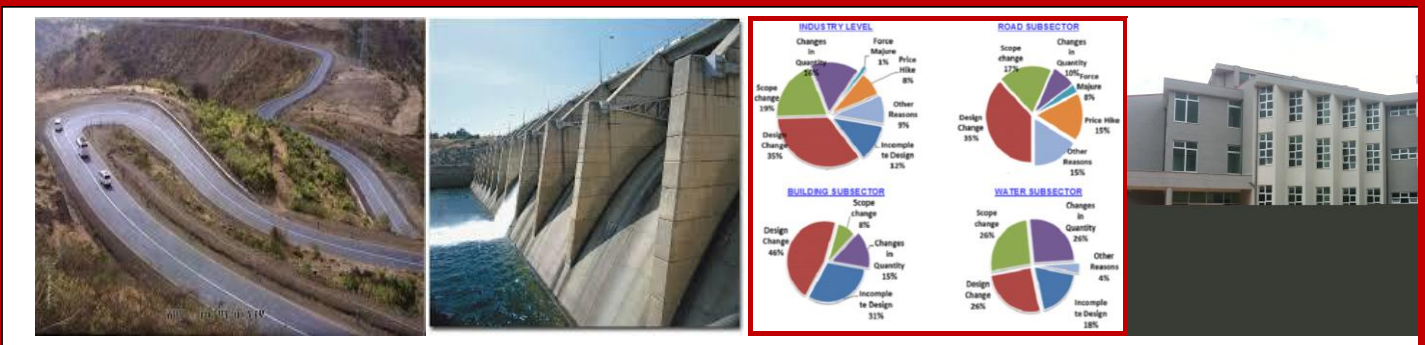 INDUSTRY LEVEL
Changes
in
Quantity
16%
Force
Majure
1%
Price
Hike
8%
Other
Reasons
9%
Incomple
te Design
12%
Design
Change
35%
Scope
change
19%
ROAD SUBSECTOR
Scope
change
17%
Changes
in
Quantity
10%
Force
Majure
8%
Price Hike
15%
Other
Reasons
15%
Design
Change
35%
BUILDING SUBSECTOR
Scope
change
8%
Changes
in
Quantity
15%
Incomple
te Design
31%
Design
Change
46%
WATER SUBSECTOR
Scope
change
26%
Changes
in
Quantity
26%
Other
Reasons
4%
Incomple
te Design
18%
Design
Change
26%